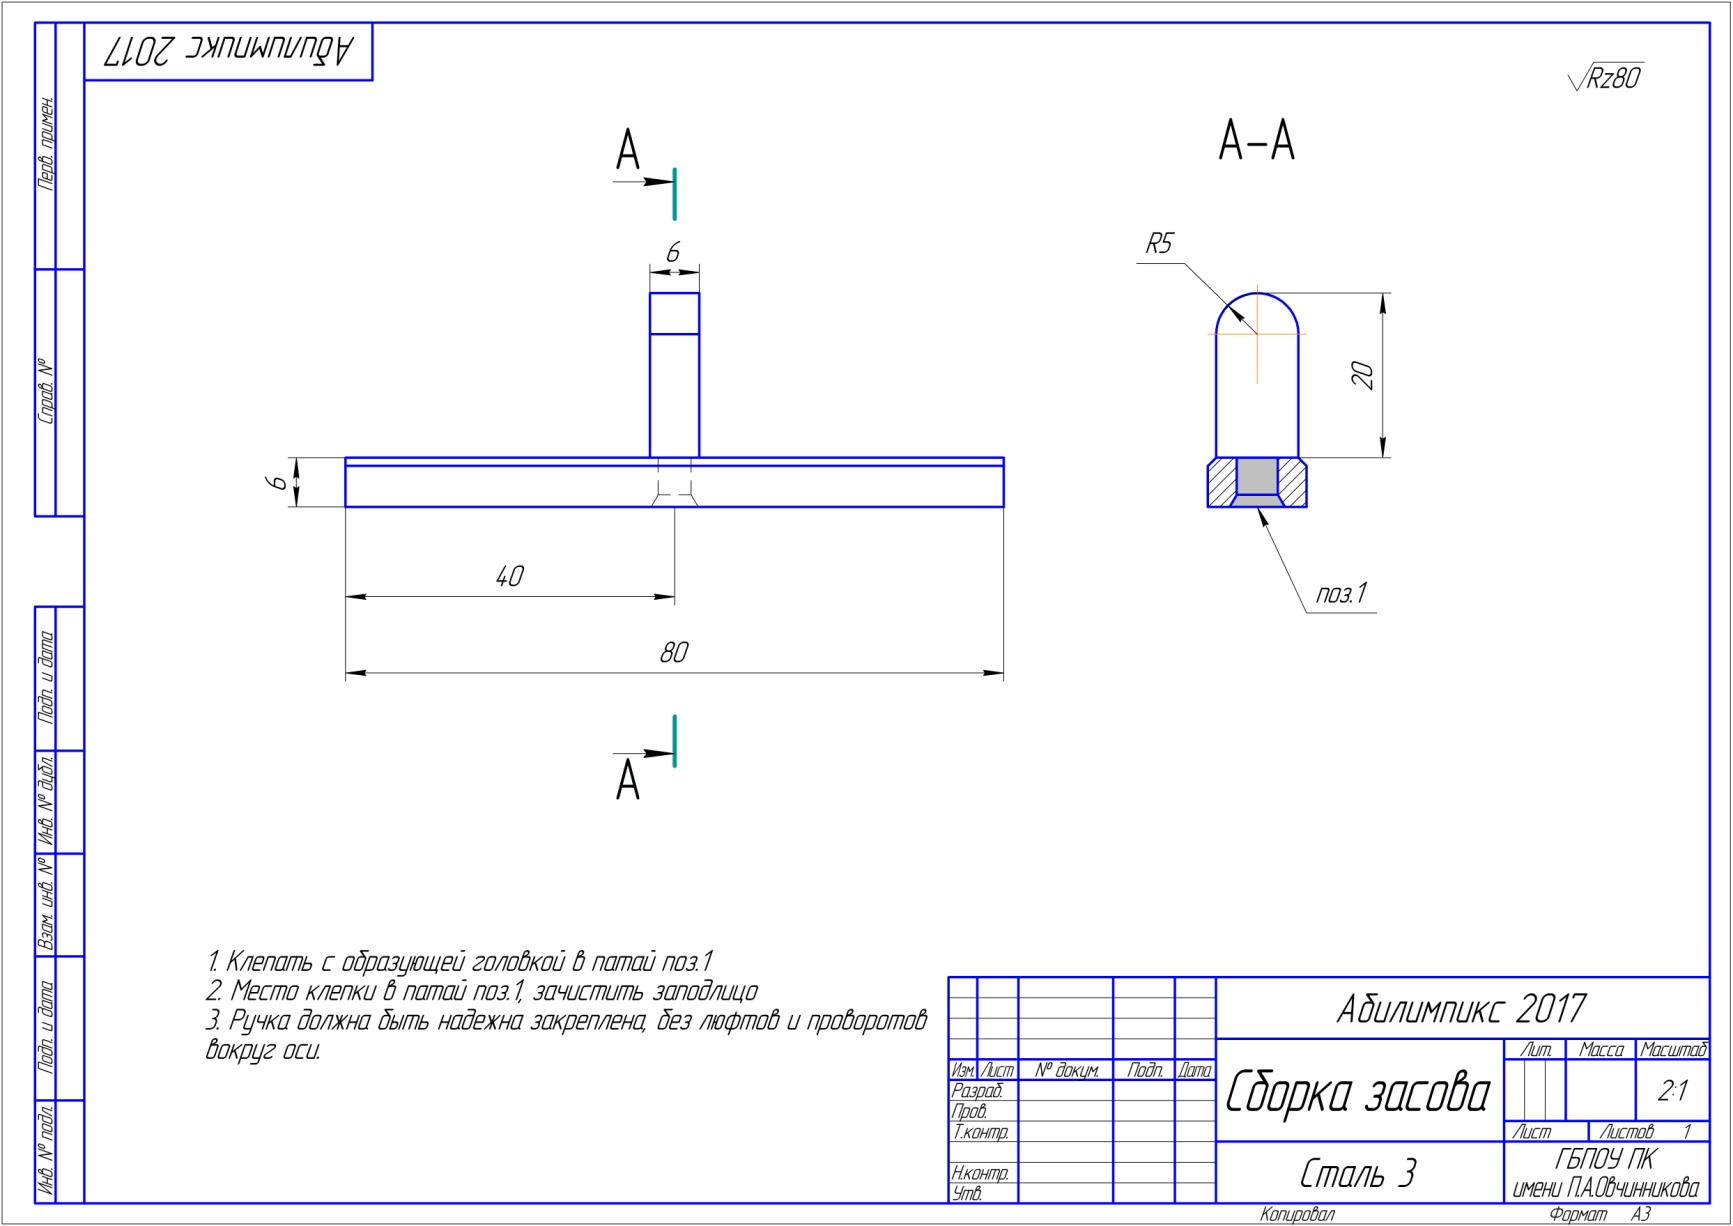 Абилимпикс 2017
Перв. примен.
Справ. №
Подп. и дата
Инв. № дубл.
Взам. инв. №
Подп. и дата
Инв. № подл.
√Rz80
А
А-А
6
R5
20
6
поз.1
40
80
А
1. Клепать с образующей головкой в патай поз.1
2. Место клепки в патай поз.1, зачистить заподлицо
3. Ручка должна быть надежна закреплена, без люфтов и проворотов
вокруг оси.
Абилимпикс 2017
Изм. Лист № докум. Подп. Дата
Разраб.
Пров.
Т.контр.
Н.контр.
Утв.
Сборка засова
Лит. Масса Масштаб
2:1
Лист Листов 1
Сталь 3
ГБПОУ ПК
имени П.А.Овчинникова
Копировал Формат А3